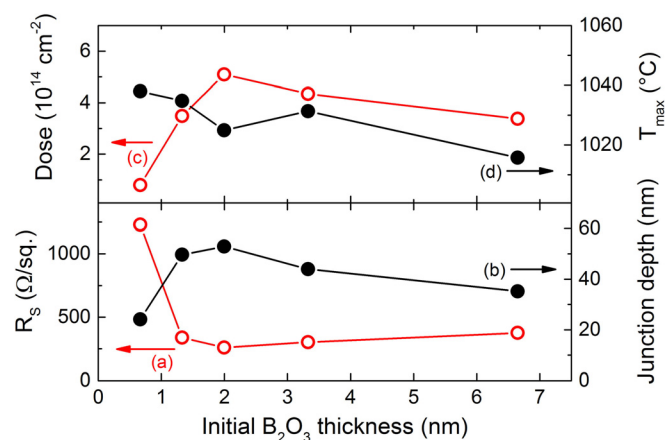 1060
6
Dose (10¹⁴ cm⁻²)
1040
T_max (°C)
4
1020
2
(c)
(d)
R_S (Ω/sq.)
1000
60
Junction depth (nm)
(b)
40
500
20
(a)
0
0
0 1 2 3 4 5 6 7
Initial B₂O₃ thickness (nm)